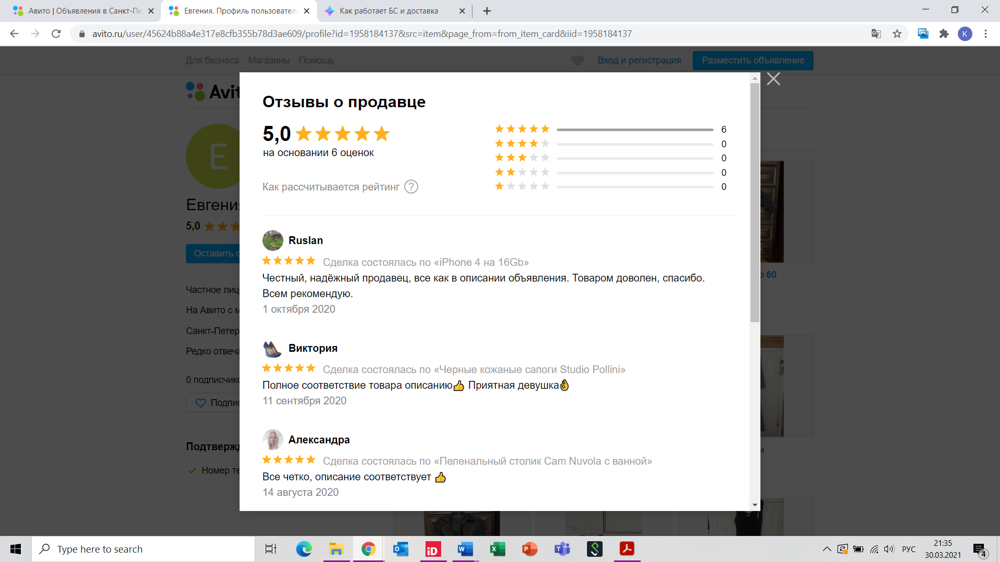 Авито | Объявления в Санкт-Пе
Евгения. Профиль пользователя
Как работает БС и доставка
avito.ru/user/45624b88a4e317e8cfb355b78d3ae609/profile?id=1958184137&src=item&page_from=from_item_card&iid=1958184137
K
Для бизнеса Магазины Помощь
Вход и регистрация
Разместить объявление
Avit
Отзывы о продавце
5,0
на основании 6 оценок
Как рассчитывается рейтинг ?
6
0
0
0
0
E
Евгения
5,0
Оставить о
Частное лиц
На Авито с м
Санкт-Петер
Редко отвеча
0 подписчико
Подпис
Подтвержд
Номер те
60
Ruslan
Сделка состоялась по «iPhone 4 на 16Gb»
Честный, надёжный продавец, все как в описании объявления. Товаром доволен, спасибо.
Всем рекомендую.
1 октября 2020
Виктория
Сделка состоялась по «Черные кожаные сапоги Studio Pollini»
Полное соответствие товара описанию👍 Приятная девушка👌
11 сентября 2020
Александра
Сделка состоялась по «Пеленальный столик Cam Nuvola с ванной»
Все четко, описание соответствует 👍
14 августа 2020
Type here to search
РУС
21:35
30.03.2021
4